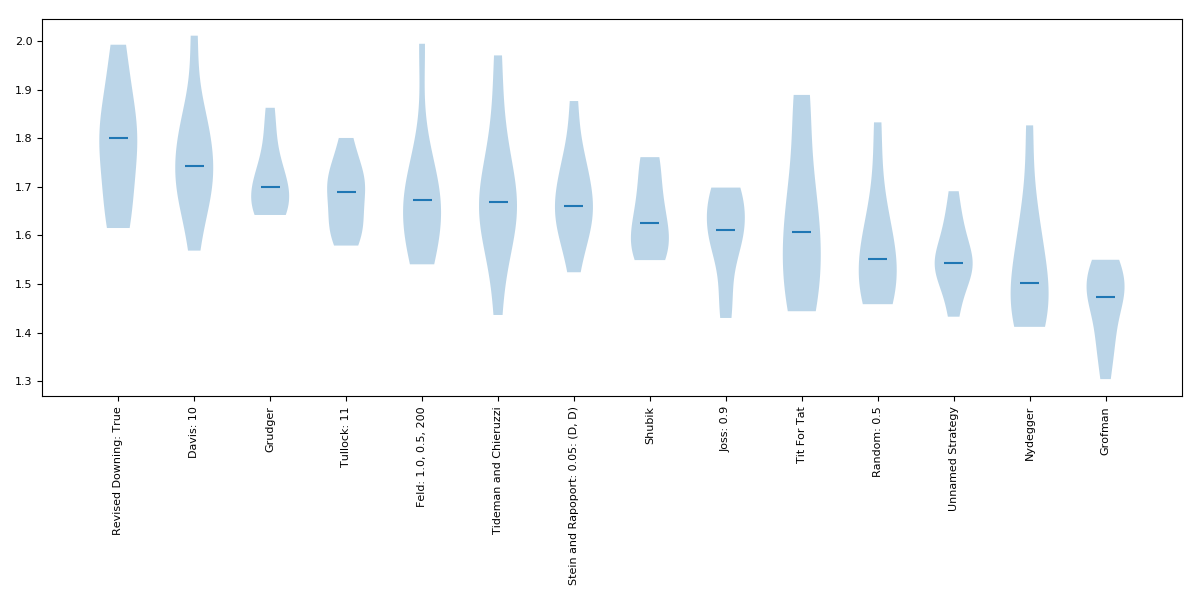 2.0
1.9
1.8
1.7
1.6
1.5
1.4
1.3
Revised Downing: True
Davis: 10
Grudger
Tullock: 11
Feld: 1.0, 0.5, 200
Tideman and Chieruzzi
Stein and Rapoport: 0.05: (D, D)
Shubik
Joss: 0.9
Tit For Tat
Random: 0.5
Unnamed Strategy
Nydegger
Grofman